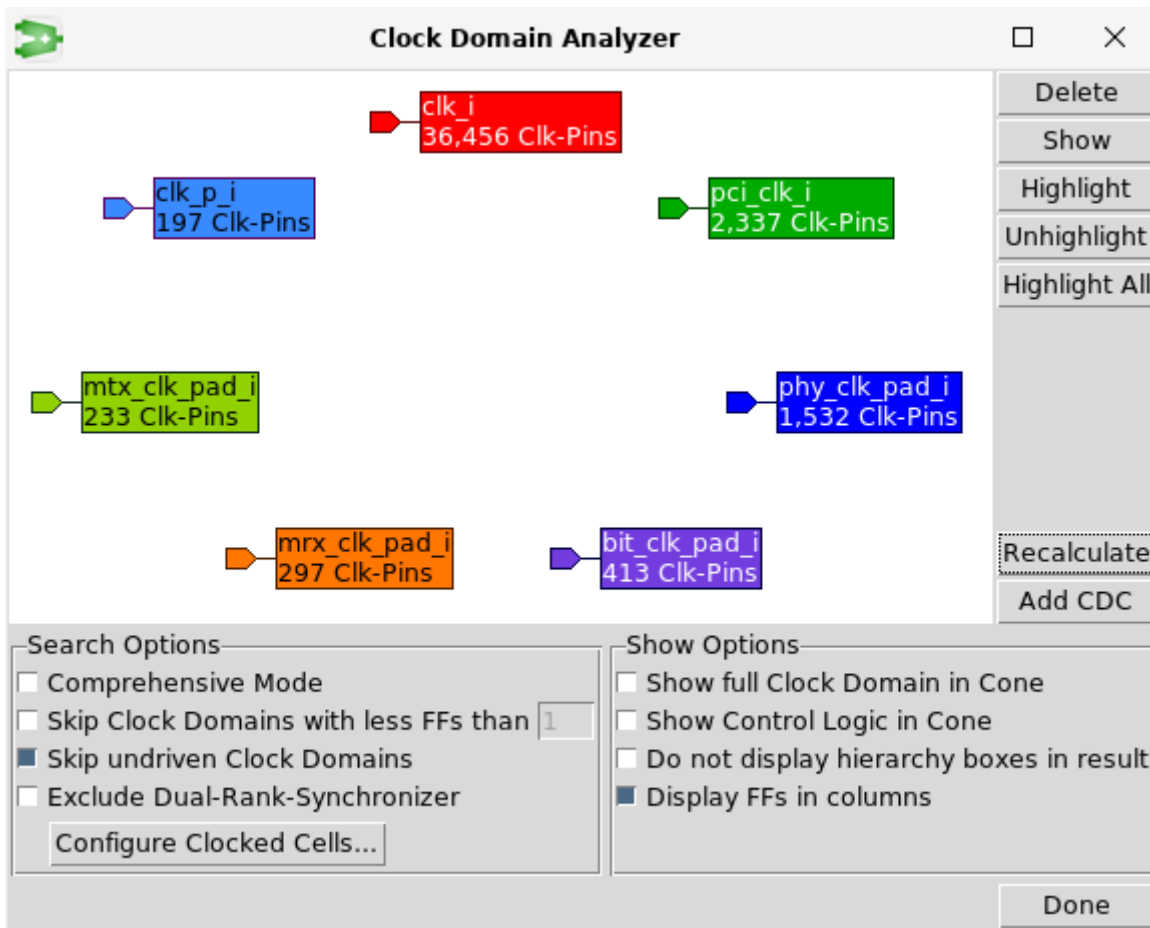 Clock Domain Analyzer
clk_i
36,456 Clk-Pins
clk_p_i
197 Clk-Pins
pci_clk_i
2,337 Clk-Pins
mtx_clk_pad_i
233 Clk-Pins
phy_clk_pad_i
1,532 Clk-Pins
mrx_clk_pad_i
297 Clk-Pins
bit_clk_pad_i
413 Clk-Pins
Delete
Show
Highlight
Unhighlight
Highlight All
Recalculate
Add CDC
Search Options
Comprehensive Mode
Skip Clock Domains with less FFs than 1
Skip undriven Clock Domains
Exclude Dual-Rank-Synchronizer
Configure Clocked Cells...
Show Options
Show full Clock Domain in Cone
Show Control Logic in Cone
Do not display hierarchy boxes in result
Display FFs in columns
Done